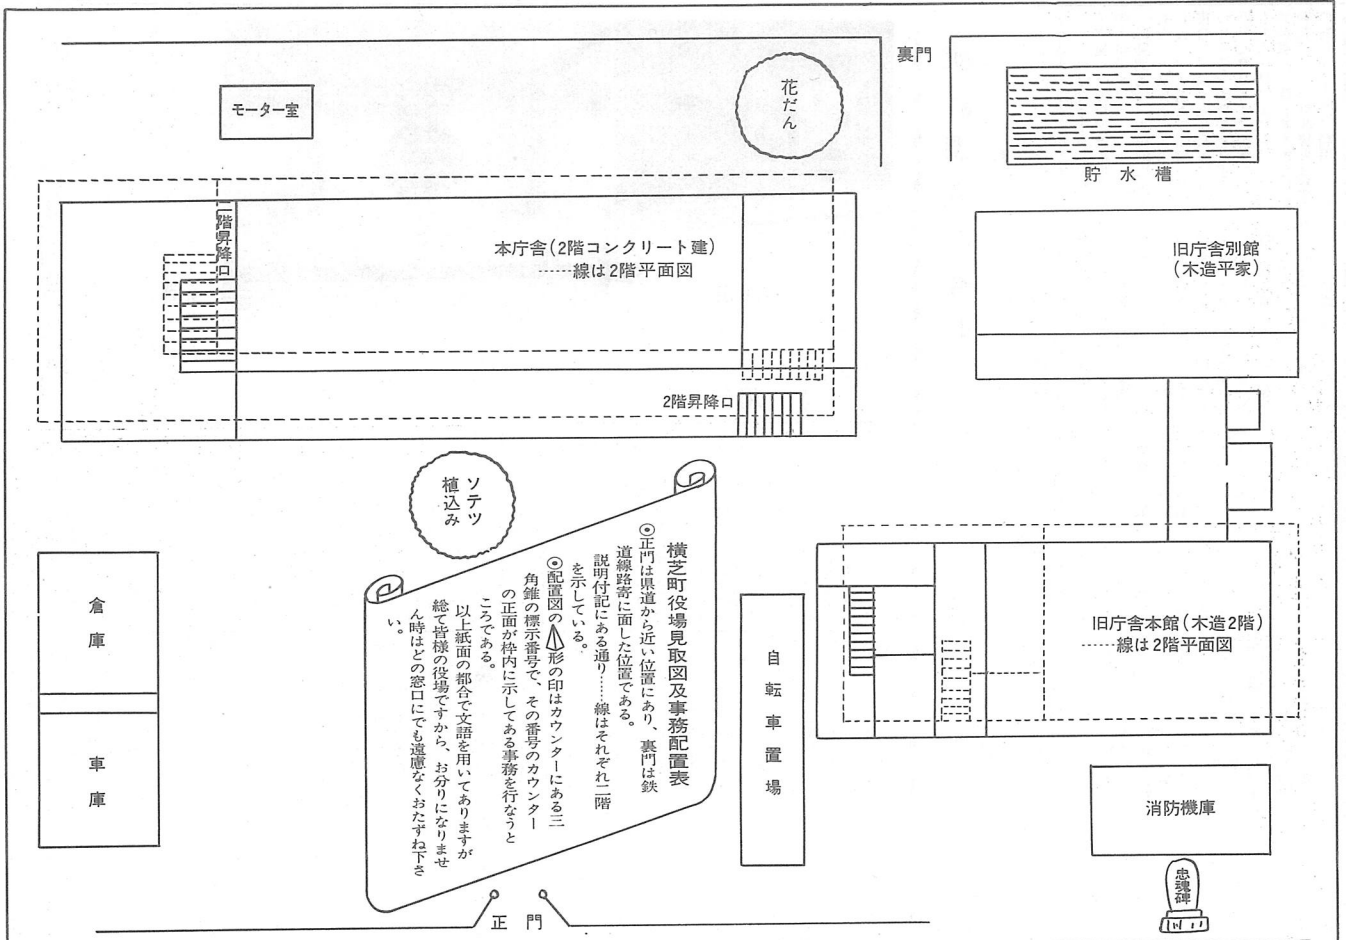 裏門
花だん
モーター室
貯水槽
二階昇降口
本庁舎(2階コンクリート建)
……線は2階平面図
旧庁舎別館
(木造平家)
2階昇降口
ソテツ
植込み
横芝町役場見取図及事務配置表
◉正門は県道から近い位置にあり、裏門は鉄
道線路寄に面した位置である。
説明付記にある通り……線はそれぞれ二階
を示している。
◉配置図の形の印はカウンターにある三
角錐の標示番号で、その番号のカウンター
の正面が枠内に示してある事務を行なうと
ころである。
以上紙面の都合で文語を用いてありますが
総て皆様の役場ですから、お分りになりませ
ん時はどの窓口にでも遠慮なくおたずね下さ
い。
倉庫
車庫
自転車置場
旧庁舎本館(木造2階)
……線は2階平面図
消防機庫
忠魂碑
正門